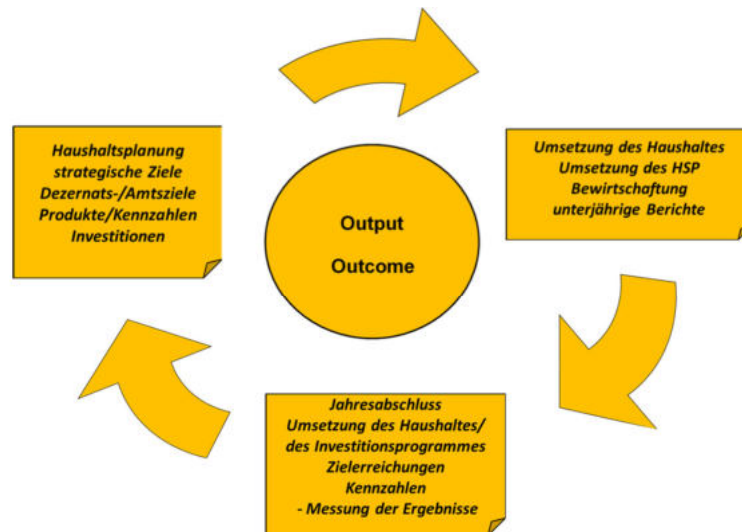 Haushaltsplanung
strategische Ziele
Dezernats-/Amtsziele
Produkte/Kennzahlen
Investitionen
Output
Outcome
Umsetzung des Haushaltes
Umsetzung des HSP
Bewirtschaftung
unterjährige Berichte
Jahresabschluss
Umsetzung des Haushaltes/
des Investitionsprogrammes
Zielerreichungen
Kennzahlen
- Messung der Ergebnisse